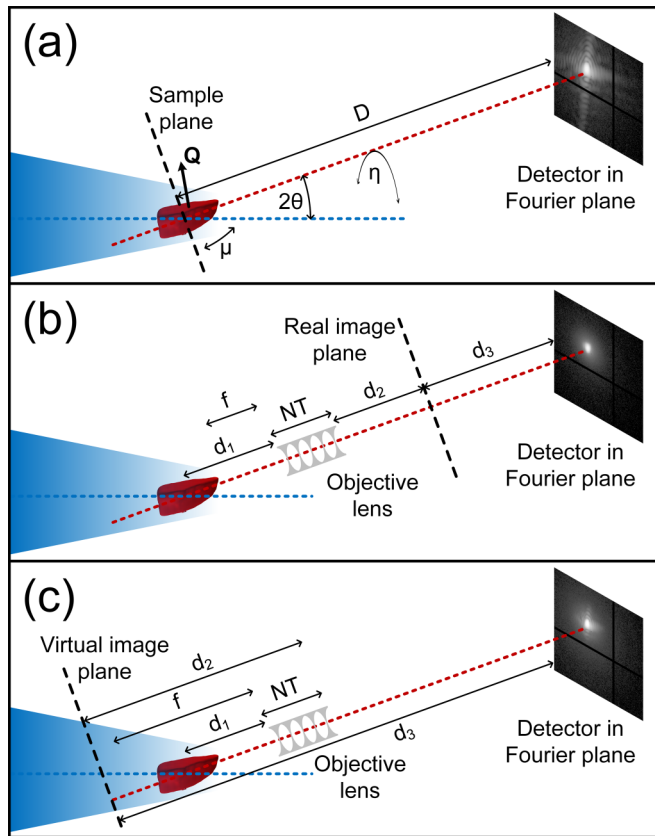 (a)
Sample
plane
Q
D
η
2θ
μ
Detector in
Fourier plane
(b)
Real image
plane
f
NT
d₁
d₂
d₃
Objective
lens
Detector in
Fourier plane
(c)
Virtual image
plane
d₂
f
NT
d₁
d₃
Objective
lens
Detector in
Fourier plane